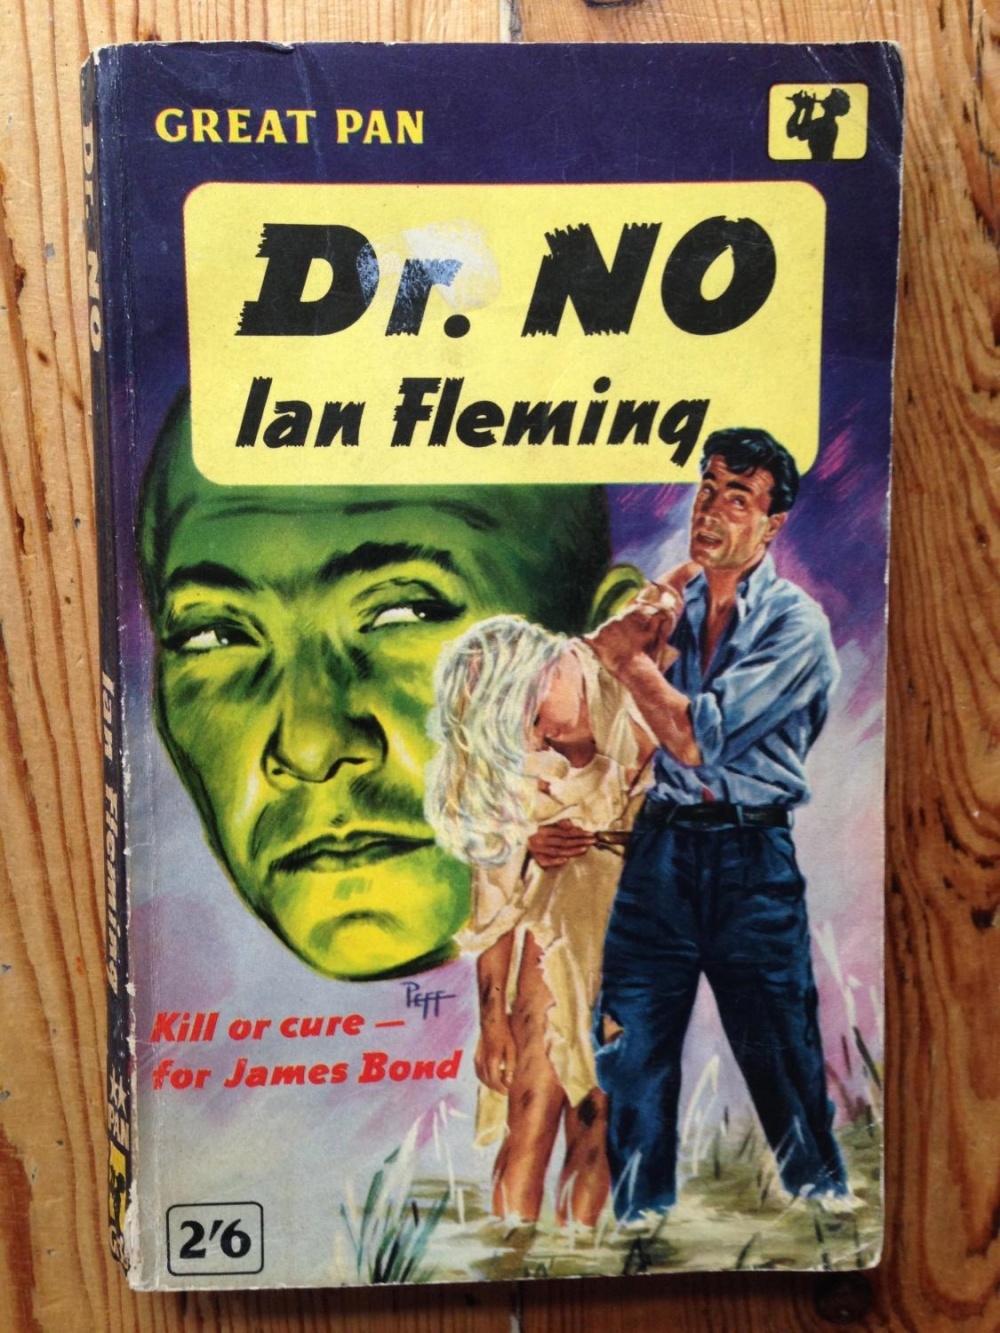 GREAT PAN
Dr. NO
Ian Fleming
Peff
Kill or cure –
for James Bond
2'6
Dr. NO
Ian Fleming